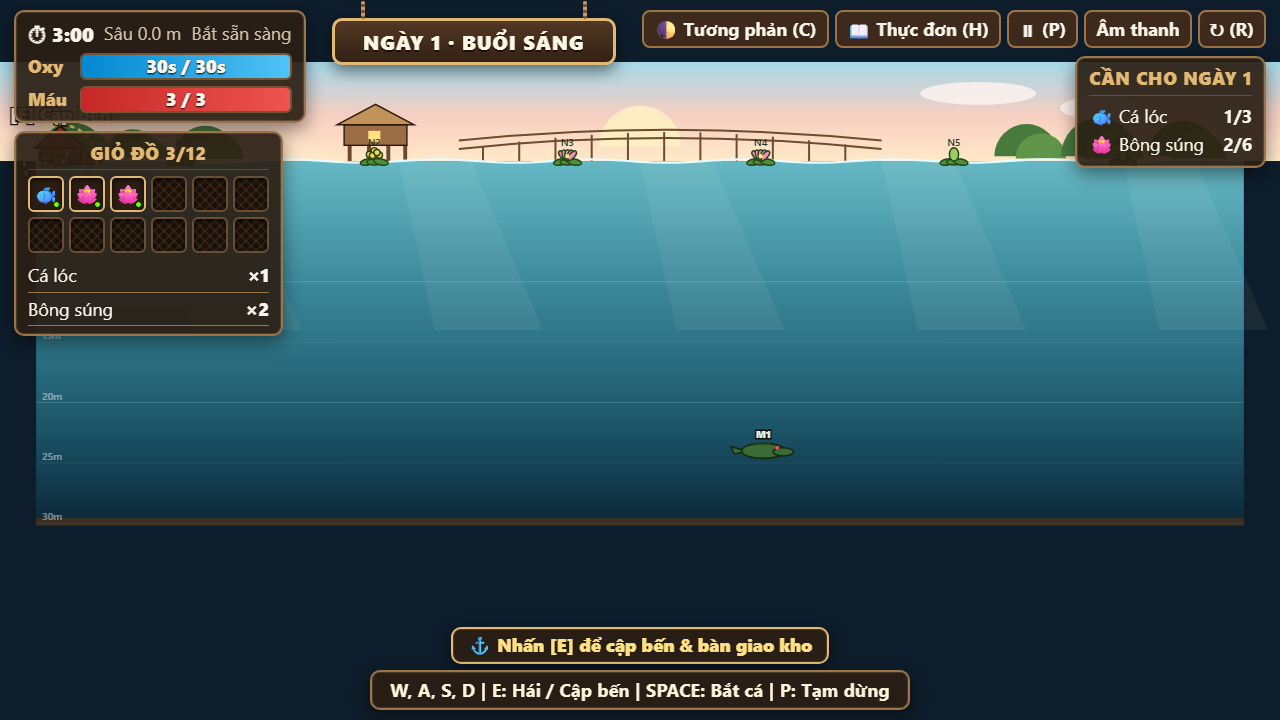 3:00 Sâu 0.0 m Bắt sẵn sàng
Oxy 30s / 30s
Máu 3 / 3
NGÀY 1 · BUỔI SÁNG
Tương phản (C)
Thực đơn (H)
(P)
Âm thanh
(R)
CẦN CHO NGÀY 1
Cá lóc 1/3
Bông súng 2/6
GIỎ ĐỒ 3/12
Cá lóc ×1
Bông súng ×2
N3
N4
N5
20m
25m
30m
M1
Nhấn [E] để cập bến & bàn giao kho
W, A, S, D | E: Hái / Cập bến | SPACE: Bắt cá | P: Tạm dừng